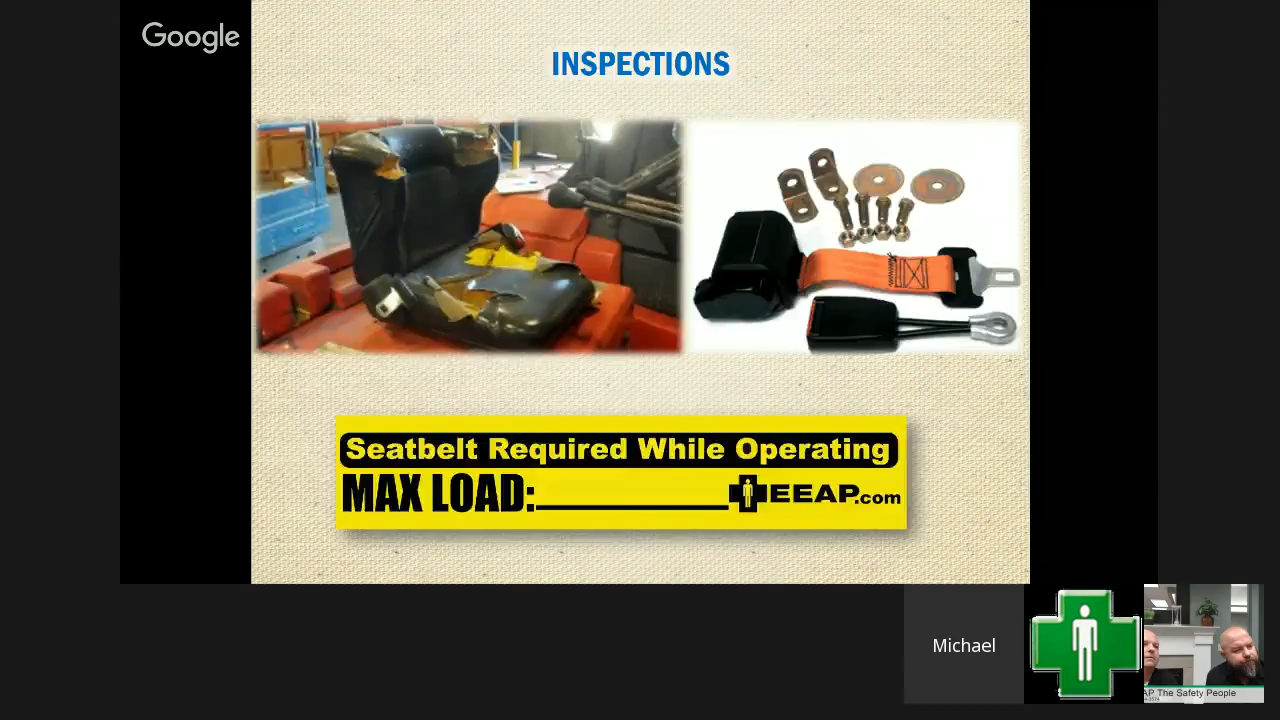 Google
INSPECTIONS
Seatbelt Required While Operating
MAX LOAD:
EEAP.com
Michael
AP The Safety People